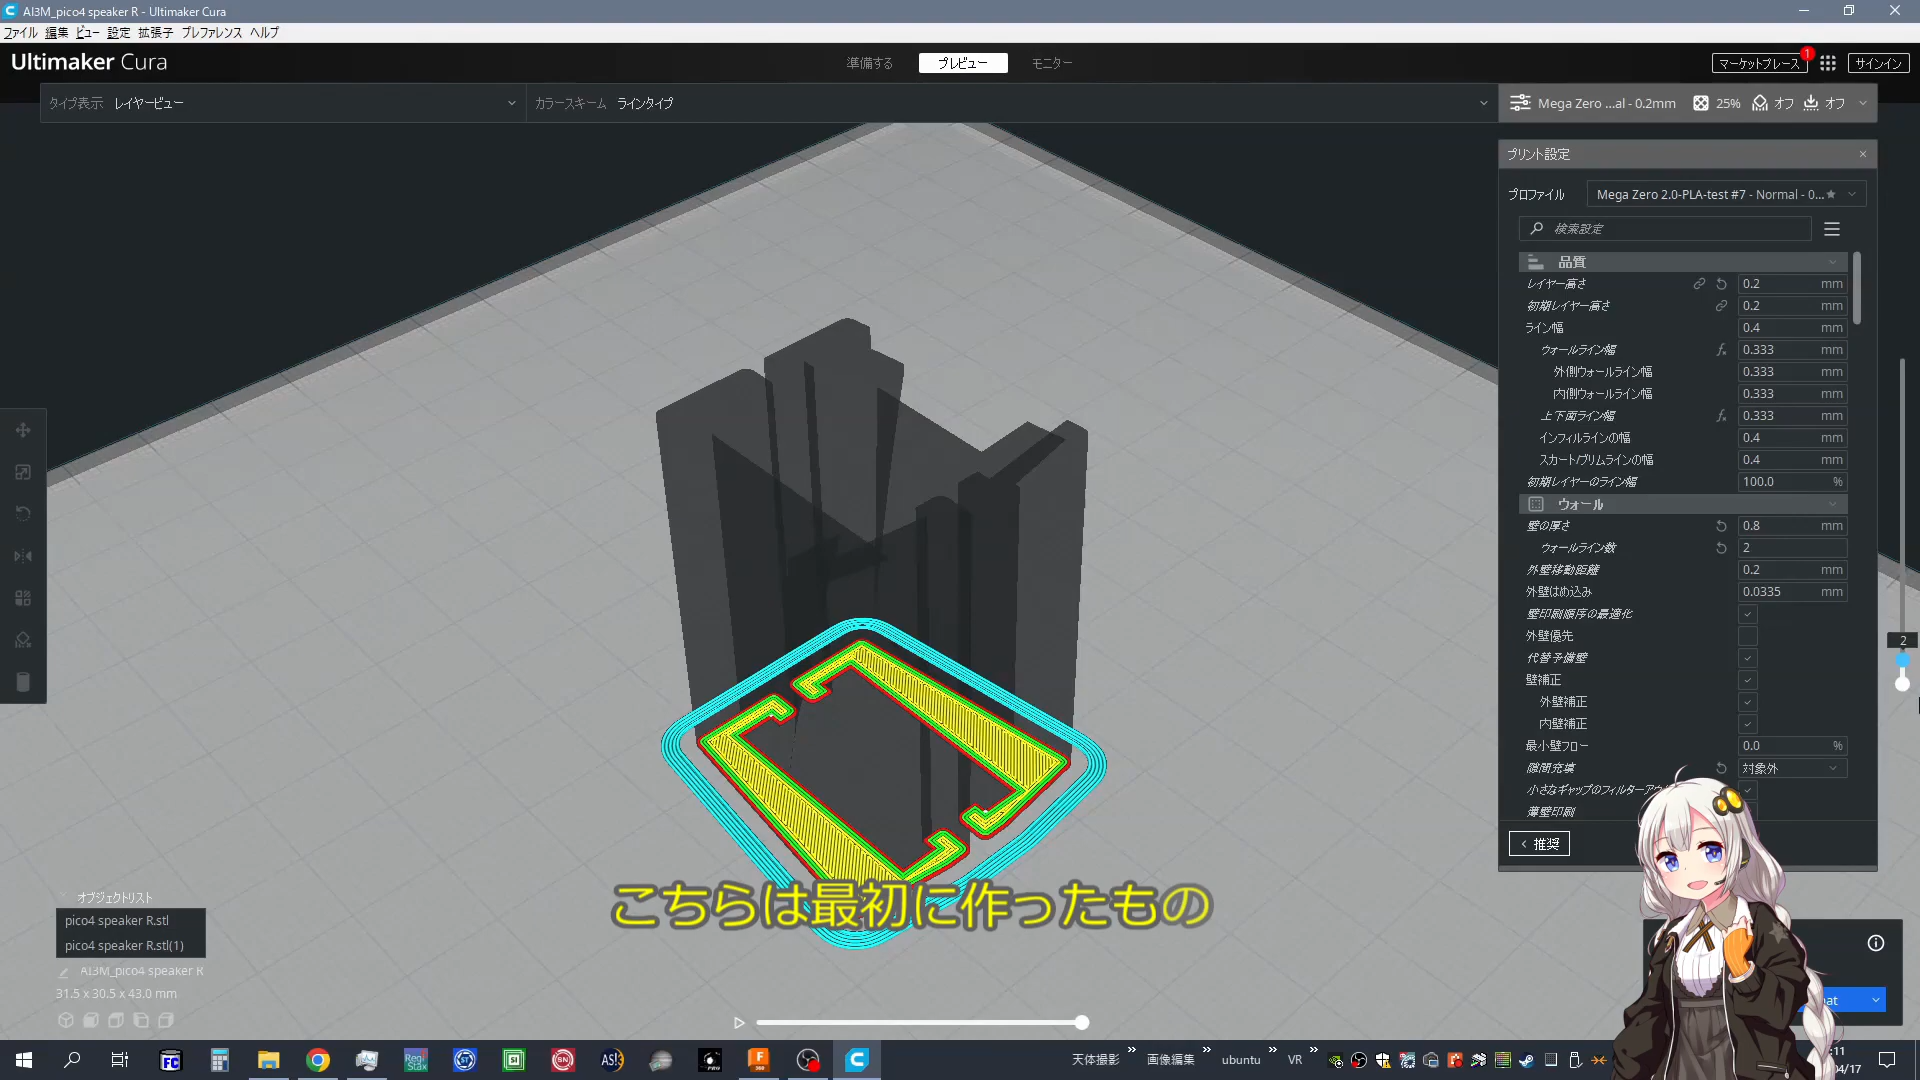 AI3M_pico4 speaker R - Ultimaker Cura
ファイル 編集 ビュー 設定 拡張子 プレファレンス ヘルプ
Ultimaker Cura
準備する プレビュー モニター
マーケットプレース 1 サインイン
タイプ表示 レイヤービュー カラースキーム ラインタイプ
Mega Zero ...al - 0.2mm 25% オフ オフ
プリント設定
プロファイル Mega Zero 2.0-PLA-test #7 - Normal - 0...
検索設定
品質
レイヤー高さ 0.2 mm
初期レイヤー高さ 0.2 mm
ライン幅 0.4 mm
ウォールライン幅 0.333 mm
外側ウォールライン幅 0.333 mm
内側ウォールライン幅 0.333 mm
上下面ライン幅 0.333 mm
インフィルラインの幅 0.4 mm
スカート/ブリムラインの幅 0.4 mm
初期レイヤーのライン幅 100.0 %
ウォール
壁の厚さ 0.8 mm
ウォールライン数 2
外壁移動距離 0.2 mm
外壁はめ込み 0.0335 mm
壁印刷順序の最適化
外壁優先
2
代替予備壁
壁補正
外壁補正
内壁補正
最小壁フロー 0.0 %
隙間充填 対象外
薄壁印刷
推奨
オブジェクトリスト
pico4 speaker R.stl
pico4 speaker R.stl(1)
AI3M_pico4 speaker R
31.5 x 30.5 x 43.0 mm
こちらは最初に作ったもの
天体撮影 画像編集 ubuntu VR